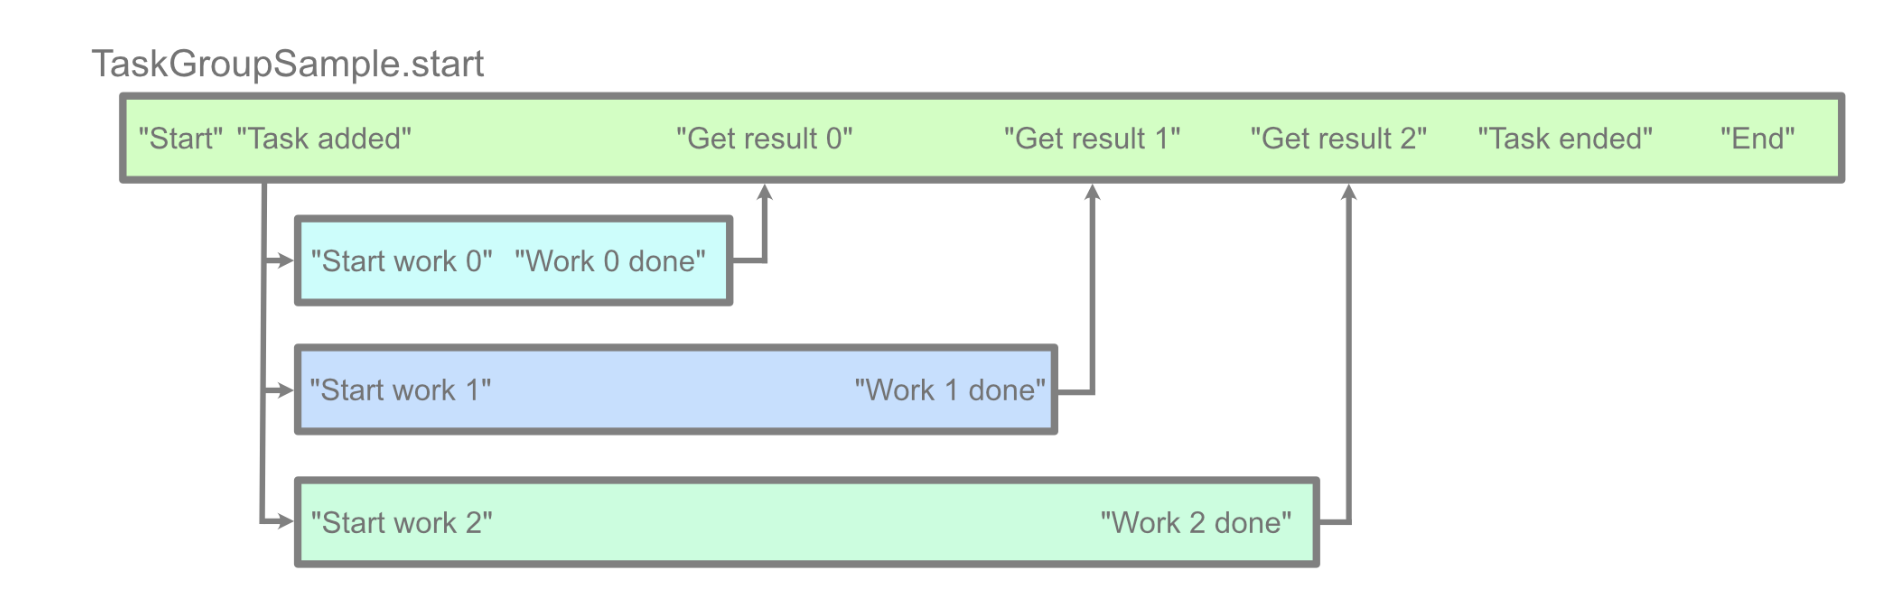 TaskGroupSample.start
"Start" "Task added" "Get result 0" "Get result 1" "Get result 2" "Task ended" "End"
"Start work 0" "Work 0 done"
"Start work 1" "Work 1 done"
"Start work 2" "Work 2 done"